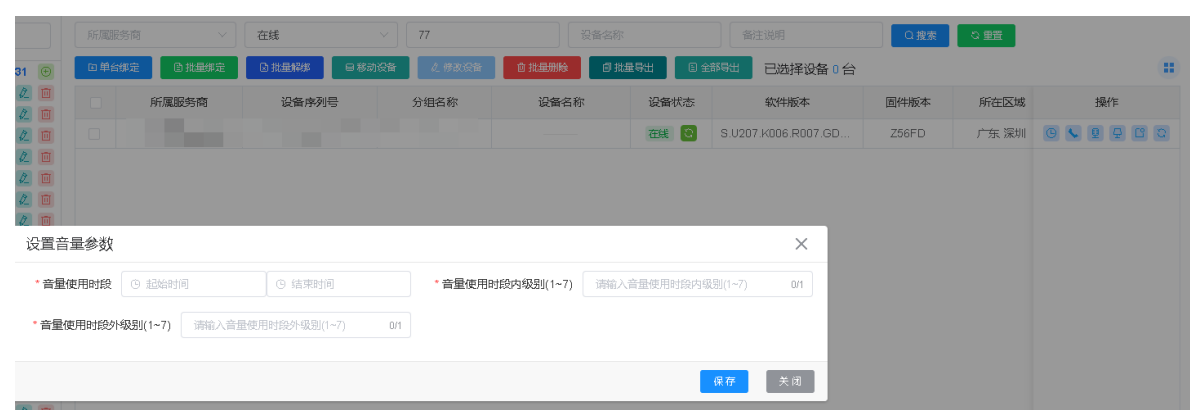 所属服务商 在线 77 设备名称 备注说明 搜索 重置
31 单台绑定 批量绑定 批量解绑 移动设备 修改设备 批量删除 批量导出 全部导出 已选择设备 0 台
所属服务商 设备序列号 分组名称 设备名称 设备状态 软件版本 固件版本 所在区域 操作
在线 S.U207.K006.R007.GD... Z56FD 广东 深圳
设置音量参数
* 音量使用时段 起始时间 结束时间 * 音量使用时段内级别(1~7) 请输入音量使用时段内级别(1~7) 0/1
* 音量使用时段外级别(1~7) 请输入音量使用时段外级别(1~7) 0/1
保存 关闭